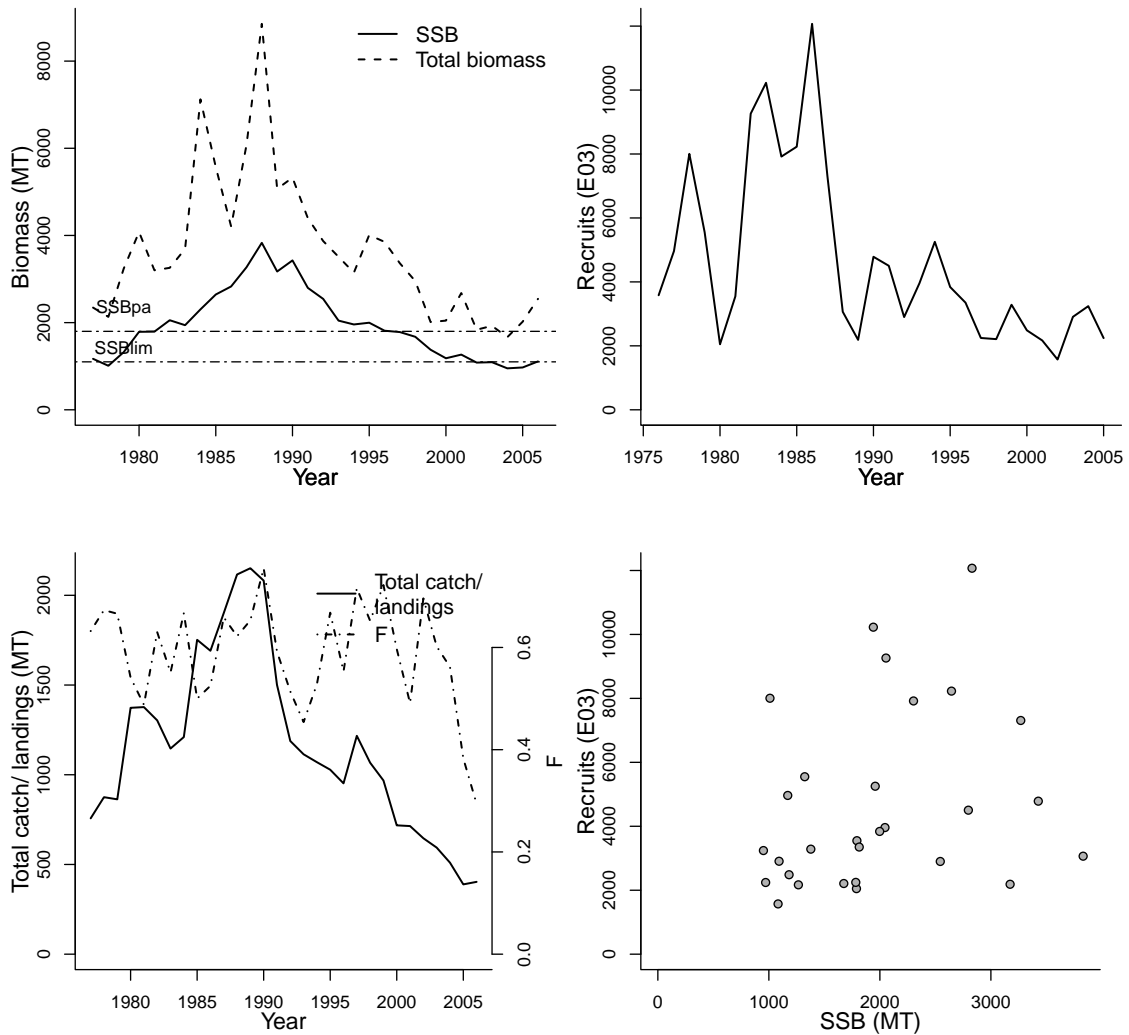 SSB
Total biomass
Biomass (MT)
0 2000 4000 6000 8000
SSBpa
SSBlim
1980 1985 1990 1995 2000 2005
Year
Recruits (E03)
0 2000 4000 6000 8000 10000
1975 1980 1985 1990 1995 2000 2005
Year
Total catch/
landings
F
Total catch/ landings (MT)
0 500 1000 1500 2000
F
0.0 0.2 0.4 0.6
1980 1985 1990 1995 2000 2005
Year
Recruits (E03)
0 2000 4000 6000 8000 10000
0 1000 2000 3000
SSB (MT)